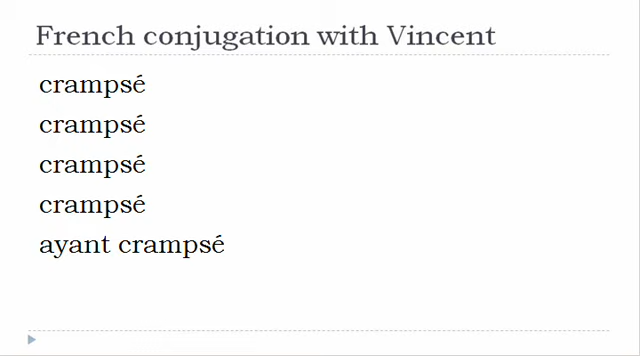 French conjugation with Vincent
crampsé
crampsé
crampsé
crampsé
ayant crampsé